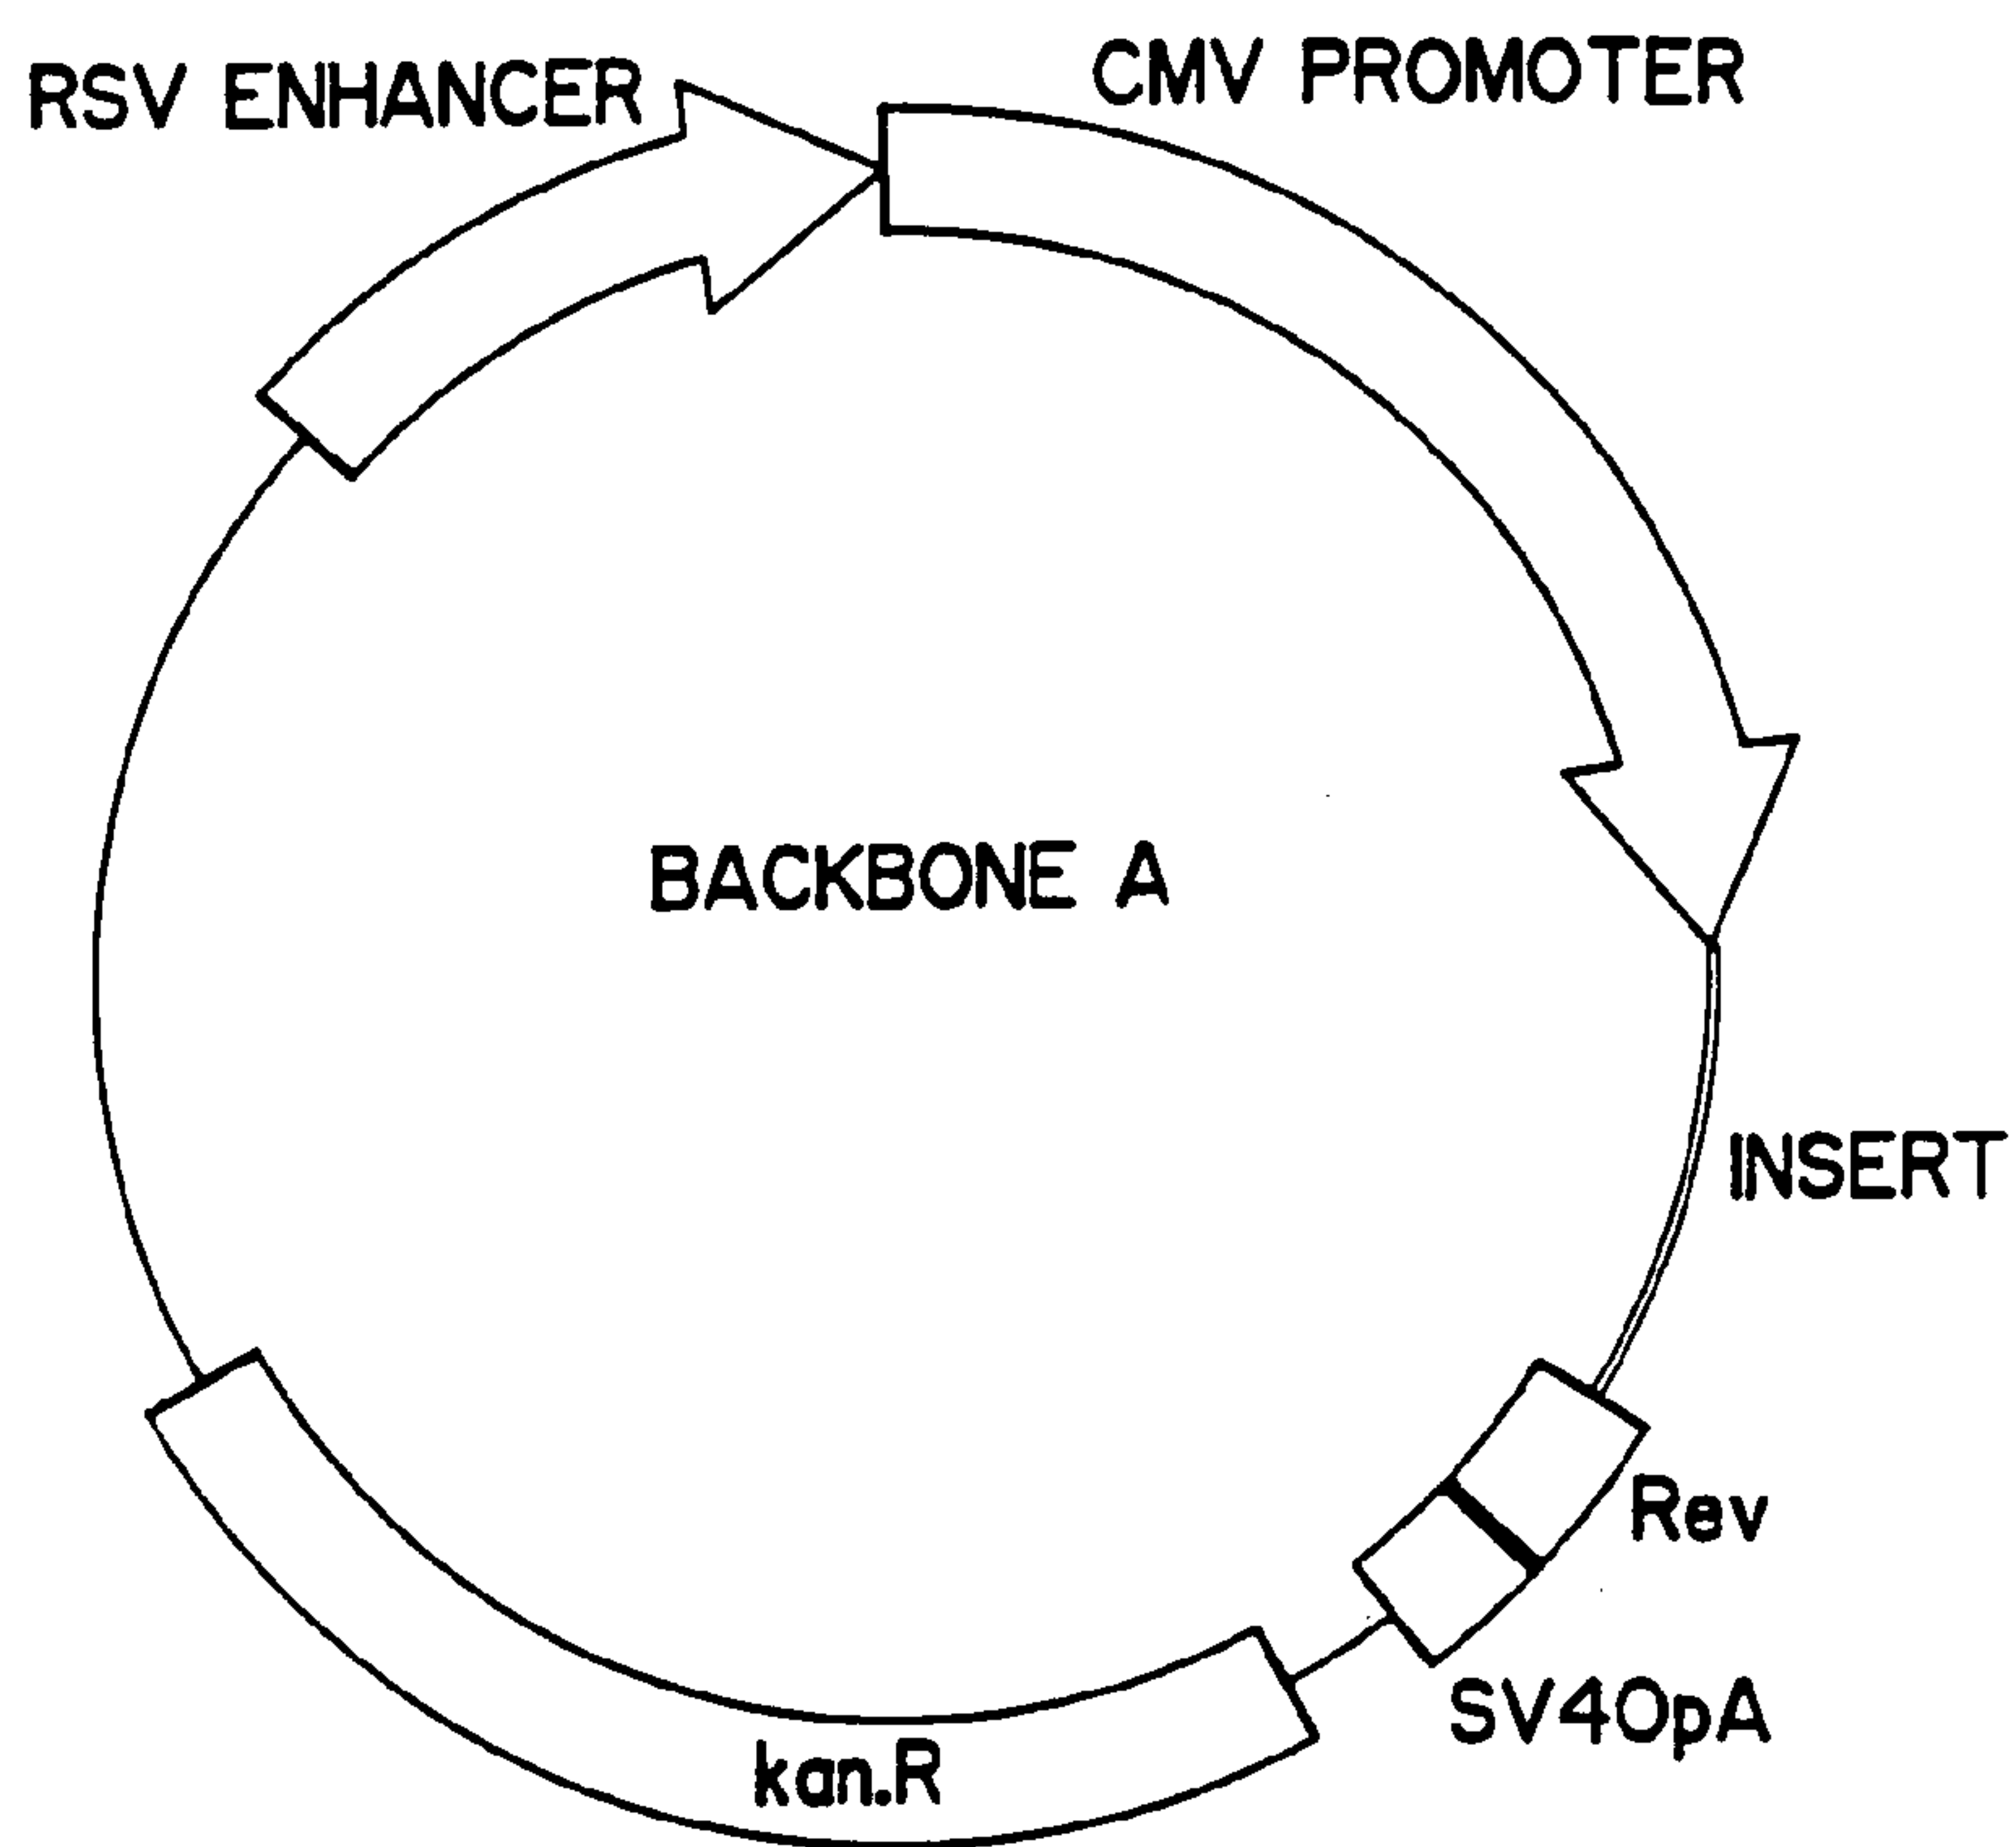 RSV ENHANCER
CMV PROMOTER
BACKBONE A
INSERT
Rev
SV40pA
kan.R